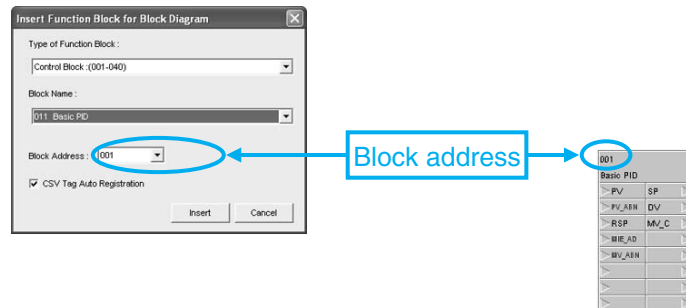 Insert Function Block for Block Diagram
Type of Function Block :
Control Block :(001-040)
Block Name :
011 Basic PID
Block Address :
001
CSV Tag Auto Registration
Insert
Cancel
Block address
001
Basic PID
PV SP
PV_ABN DV
RSP MV_C
MIE_AD
MV_ABN